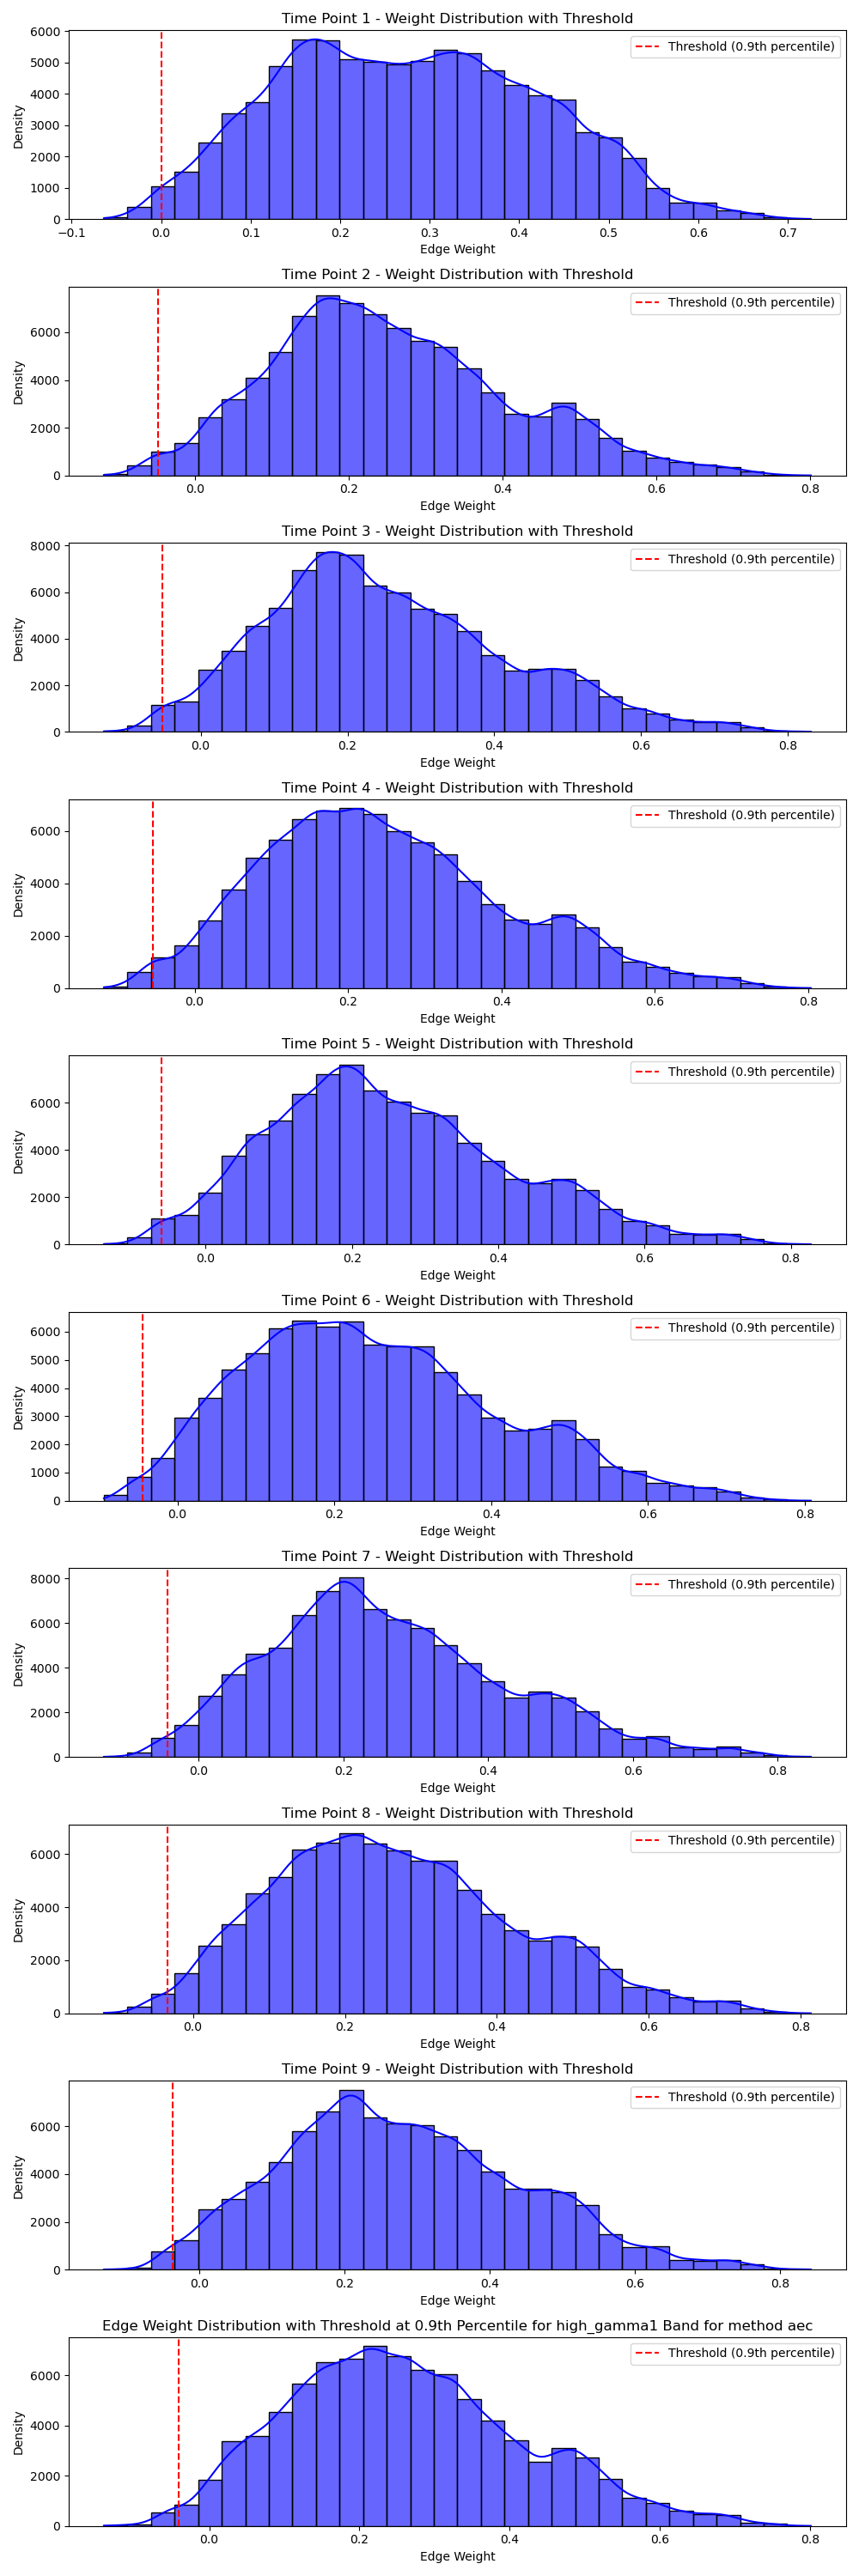 Time Point 1 - Weight Distribution with Threshold
6000
5000
4000
3000
2000
1000
0
Density
Threshold (0.9th percentile)
−0.1 0.0 0.1 0.2 0.3 0.4 0.5 0.6 0.7
Edge Weight
Time Point 2 - Weight Distribution with Threshold
6000
4000
2000
0
Density
Threshold (0.9th percentile)
0.0 0.2 0.4 0.6 0.8
Edge Weight
Time Point 3 - Weight Distribution with Threshold
8000
6000
4000
2000
0
Density
Threshold (0.9th percentile)
0.0 0.2 0.4 0.6 0.8
Edge Weight
Time Point 4 - Weight Distribution with Threshold
6000
4000
2000
0
Density
Threshold (0.9th percentile)
0.0 0.2 0.4 0.6 0.8
Edge Weight
Time Point 5 - Weight Distribution with Threshold
6000
4000
2000
0
Density
Threshold (0.9th percentile)
0.0 0.2 0.4 0.6 0.8
Edge Weight
Time Point 6 - Weight Distribution with Threshold
6000
5000
4000
3000
2000
1000
0
Density
Threshold (0.9th percentile)
0.0 0.2 0.4 0.6 0.8
Edge Weight
Time Point 7 - Weight Distribution with Threshold
8000
6000
4000
2000
0
Density
Threshold (0.9th percentile)
0.0 0.2 0.4 0.6 0.8
Edge Weight
Time Point 8 - Weight Distribution with Threshold
6000
4000
2000
0
Density
Threshold (0.9th percentile)
0.0 0.2 0.4 0.6 0.8
Edge Weight
Time Point 9 - Weight Distribution with Threshold
6000
4000
2000
0
Density
Threshold (0.9th percentile)
0.0 0.2 0.4 0.6 0.8
Edge Weight
Edge Weight Distribution with Threshold at 0.9th Percentile for high_gamma1 Band for method aec
6000
4000
2000
0
Density
Threshold (0.9th percentile)
0.0 0.2 0.4 0.6 0.8
Edge Weight